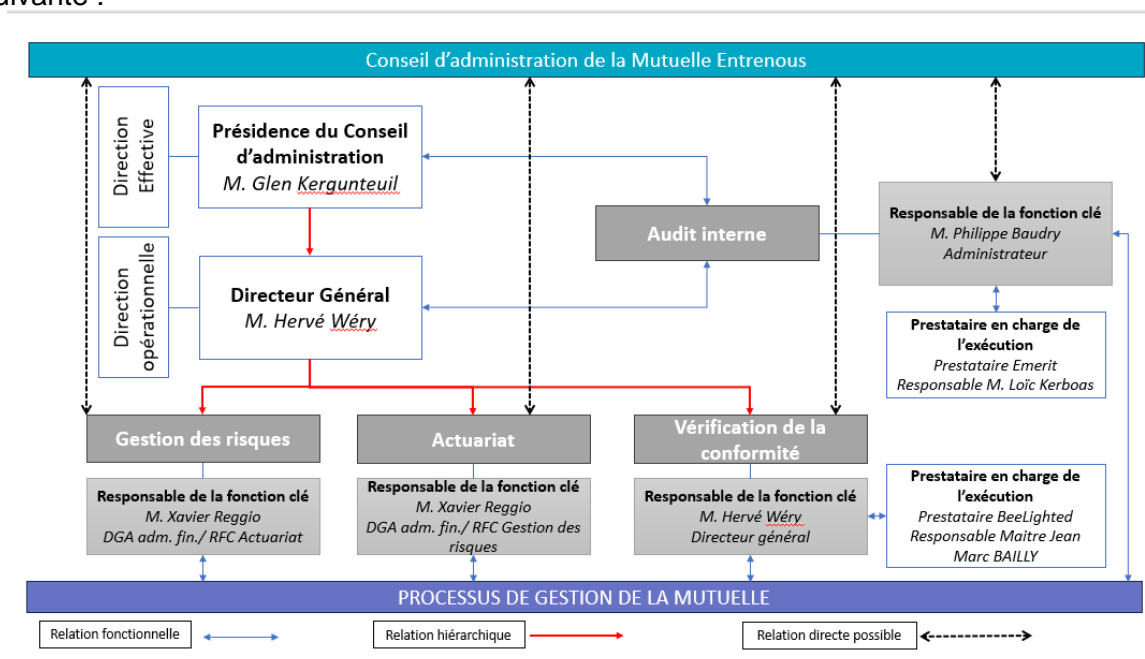 suivante :
Conseil d'administration de la Mutuelle Entrenous
Direction
Effective
Présidence du Conseil
d'administration
M. Glen Kergunteuil
Audit interne
Responsable de la fonction clé
M. Philippe Baudry
Administrateur
Direction
opérationnelle
Directeur Général
M. Hervé Wéry
Prestataire en charge de
l'exécution
Prestataire Emerit
Responsable M. Loïc Kerboas
Gestion des risques
Actuariat
Vérification de la
conformité
Responsable de la fonction clé
M. Xavier Reggio
DGA adm. fin./ RFC Actuariat
Responsable de la fonction clé
M. Xavier Reggio
DGA adm. fin./ RFC Gestion des
risques
Responsable de la fonction clé
M. Hervé Wéry
Directeur général
Prestataire en charge de
l'exécution
Prestataire BeeLighted
Responsable Maitre Jean
Marc BAILLY
PROCESSUS DE GESTION DE LA MUTUELLE
Relation fonctionnelle
Relation hiérarchique
Relation directe possible